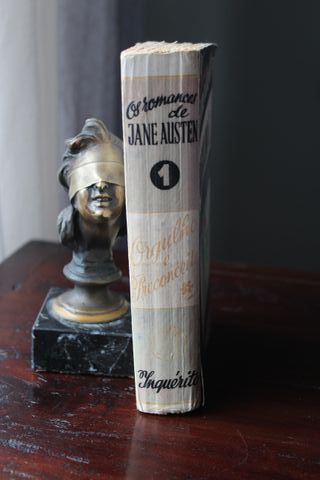 Os romances
de
JANE AUSTEN
1
Orgulho
e
Preconceito
Inquérito